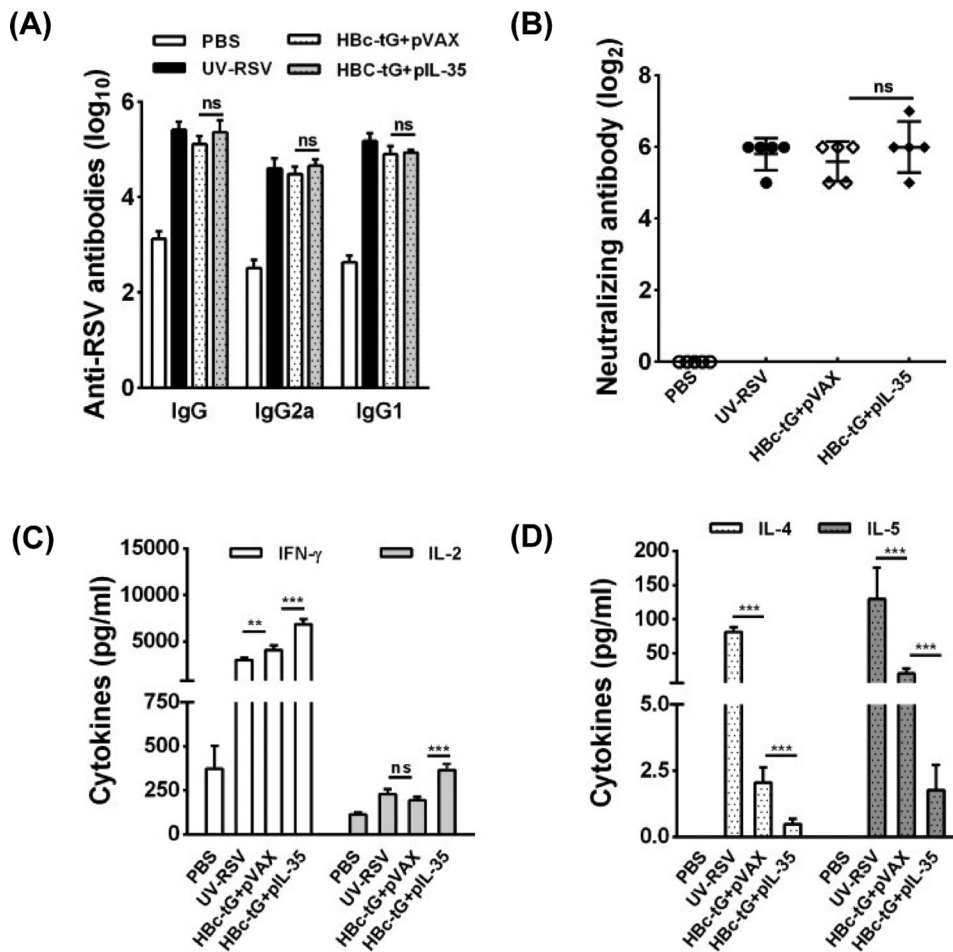 (A)
PBS
HBc-tG+pVAX
UV-RSV
HBC-tG+pIL-35
Anti-RSV antibodies (log10)
6
4
2
0
ns
ns
ns
IgG
IgG2a
IgG1
(B)
Neutralizing antibody (log2)
8
6
4
2
0
ns
PBS
UV-RSV
HBc-tG+pVAX
HBc-tG+pIL-35
(C)
IFN-γ
IL-2
Cytokines (pg/ml)
15000
10000
5000
750
500
250
0
**
***
ns
***
PBS
UV-RSV
HBc-tG+pVAX
HBc-tG+pIL-35
PBS
UV-RSV
HBc-tG+pVAX
HBc-tG+pIL-35
(D)
IL-4
IL-5
Cytokines (pg/ml)
200
150
100
50
5.0
2.5
0.0
***
***
***
***
PBS
UV-RSV
HBc-tG+pVAX
HBc-tG+pIL-35
PBS
UV-RSV
HBc-tG+pVAX
HBc-tG+pIL-35